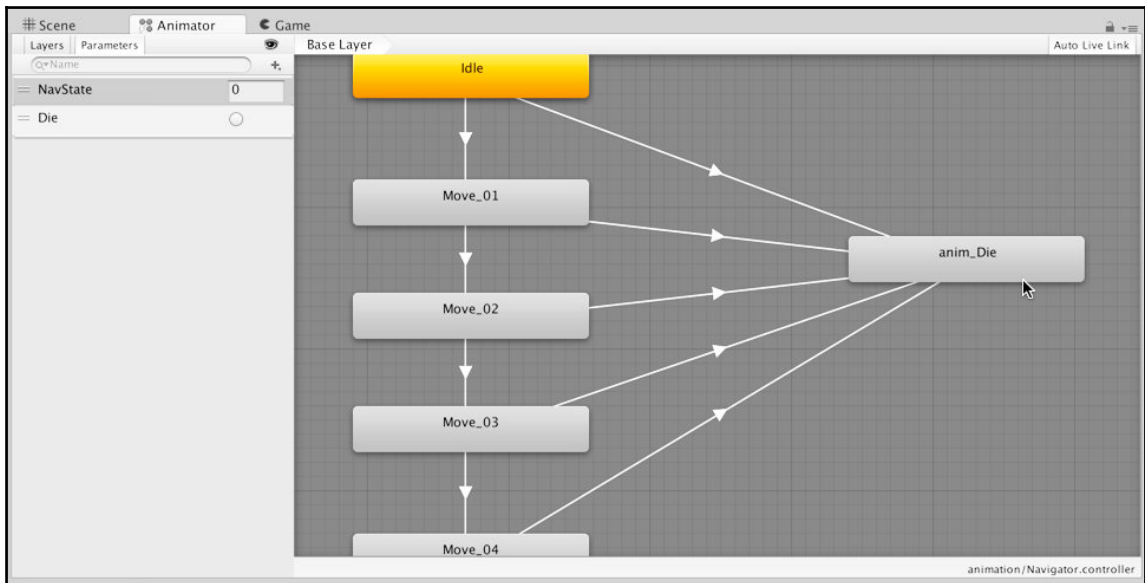 Scene Animator Game
Layers Parameters
Base Layer
Auto Live Link
Name
NavState 0
Die
Idle
Move_01
anim_Die
Move_02
Move_03
Move_04
animation/Navigator.controller